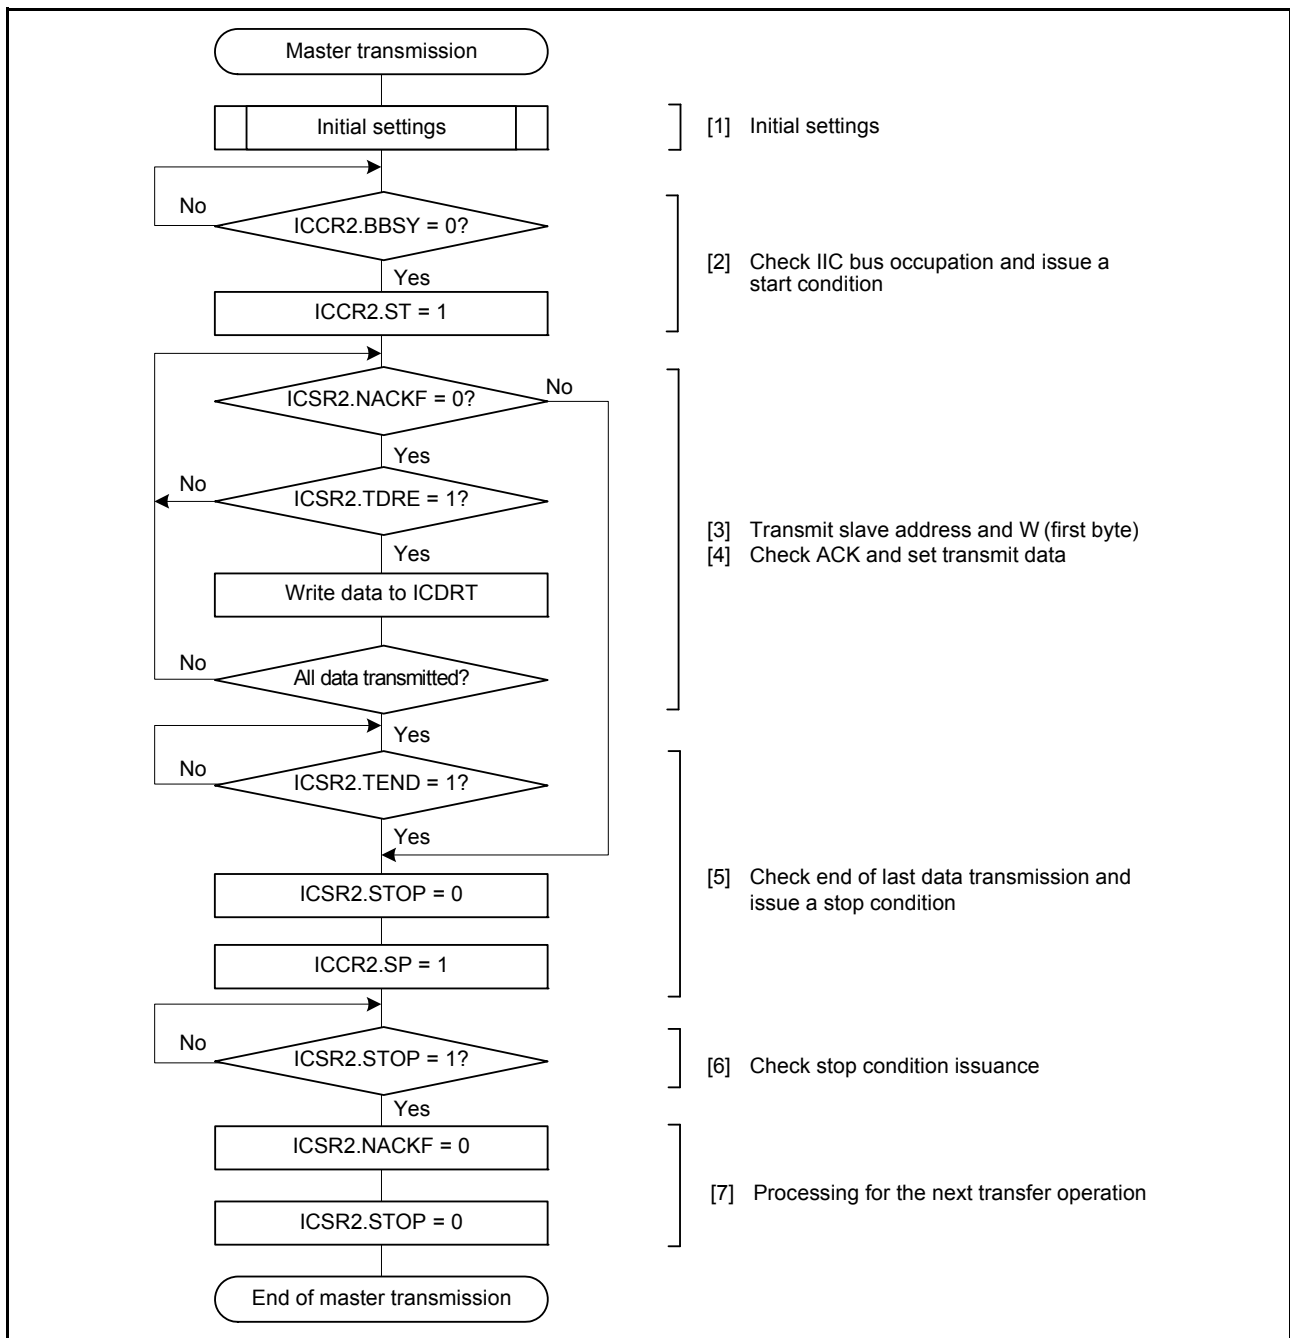 Master transmission
Initial settings
[1] Initial settings
No
ICCR2.BBSY = 0?
Yes
[2] Check IIC bus occupation and issue a
start condition
ICCR2.ST = 1
ICSR2.NACKF = 0?
No
Yes
No
ICSR2.TDRE = 1?
Yes
[3] Transmit slave address and W (first byte)
[4] Check ACK and set transmit data
Write data to ICDRT
No
All data transmitted?
Yes
No
ICSR2.TEND = 1?
Yes
[5] Check end of last data transmission and
issue a stop condition
ICSR2.STOP = 0
ICCR2.SP = 1
No
ICSR2.STOP = 1?
[6] Check stop condition issuance
Yes
ICSR2.NACKF = 0
[7] Processing for the next transfer operation
ICSR2.STOP = 0
End of master transmission